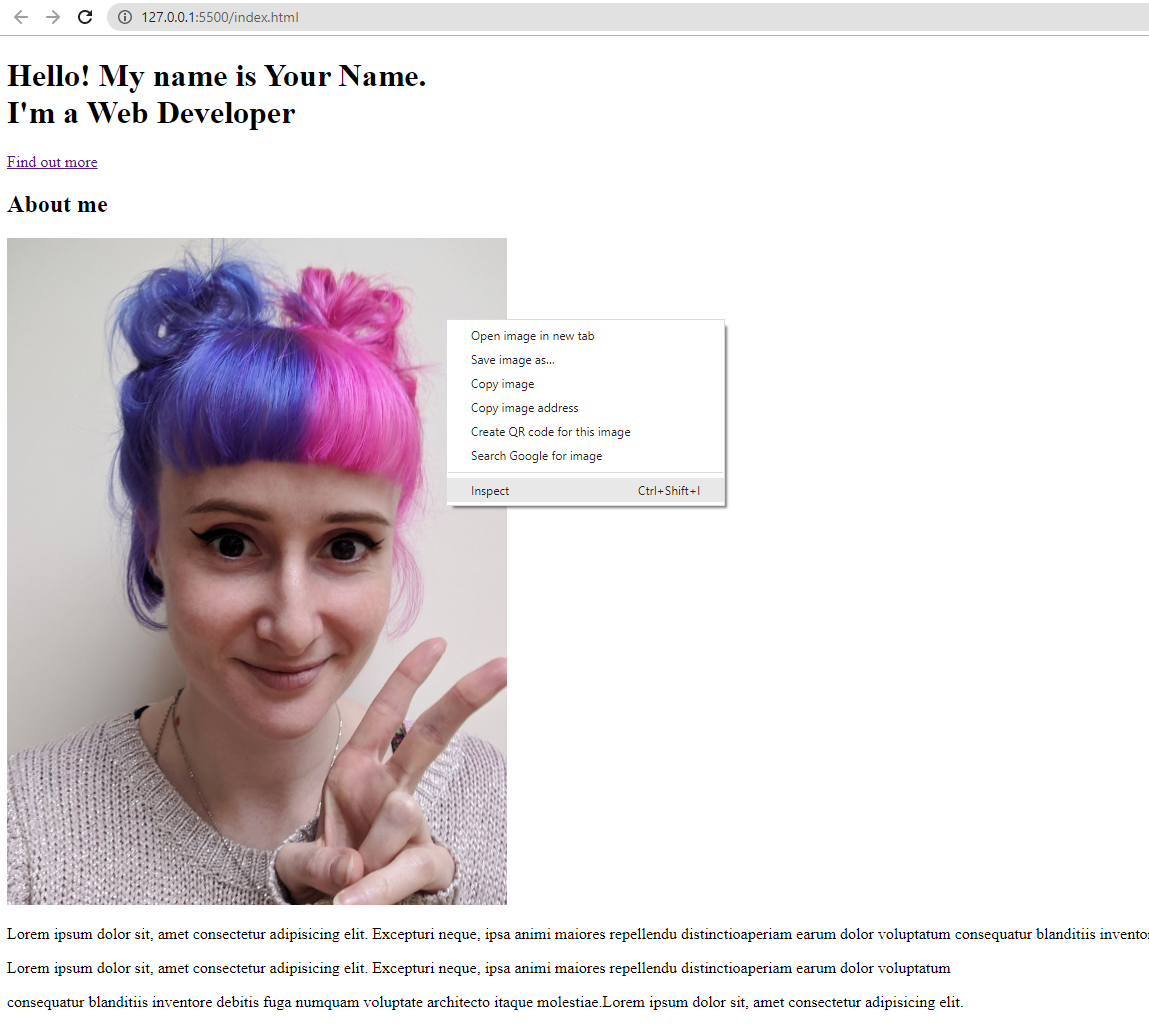 127.0.0.1:5500/index.html
Hello! My name is Your Name.
I'm a Web Developer
Find out more
About me
Open image in new tab
Save image as...
Copy image
Copy image address
Create QR code for this image
Search Google for image
Inspect Ctrl+Shift+I
Lorem ipsum dolor sit, amet consectetur adipisicing elit. Excepturi neque, ipsa animi maiores repellendu distinctioaperiam earum dolor voluptatum consequatur blanditiis invento
Lorem ipsum dolor sit, amet consectetur adipisicing elit. Excepturi neque, ipsa animi maiores repellendu distinctioaperiam earum dolor voluptatum
consequatur blanditiis inventore debitis fuga numquam voluptate architecto itaque molestiae.Lorem ipsum dolor sit, amet consectetur adipisicing elit.